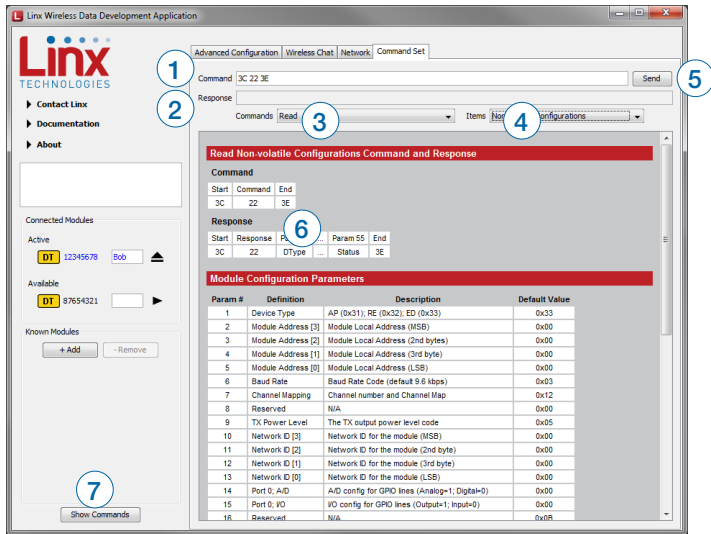 Linx Wireless Data Development Application
Linx
TECHNOLOGIES
Contact Linx
Documentation
About
Connected Modules
Active
DT 12345678 Bob
Available
DT 87654321
Known Modules
+ Add - Remove
7
Show Commands
Advanced Configuration Wireless Chat Network Command Set
1
Command 3C 22 3E Send 5
2
Response
Commands Read 3 Items 4
Read Non-volatile Configurations Command and Response
Command
Start Command End
3C 22 3E
Response 6
Start Response ... Param 55 End
3C 22 DType ... Status 3E
Module Configuration Parameters
Param # Definition Description Default Value
1 Device Type AP (0x31); RE (0x32); ED (0x33) 0x33
2 Module Address [3] Module Local Address (MSB) 0x00
3 Module Address [2] Module Local Address (2nd bytes) 0x00
4 Module Address [1] Module Local Address (3rd byte) 0x00
5 Module Address [0] Module Local Address (LSB) 0x00
6 Baud Rate Baud Rate Code (default 9.6 kbps) 0x03
7 Channel Mapping Channel number and Channel Map 0x12
8 Reserved N/A 0x00
9 TX Power Level The TX output power level code 0x05
10 Network ID [3] Network ID for the module (MSB) 0x00
11 Network ID [2] Network ID for the module (2nd byte) 0x00
12 Network ID [1] Network ID for the module (3rd byte) 0x00
13 Network ID [0] Network ID for the module (LSB) 0x00
14 Port 0; A/D A/D config for GPIO lines (Analog=1; Digital=0) 0x00
15 Port 0; I/O I/O config for GPIO lines (Output=1; Input=0) 0x00
16 Reserved N/A 0x0B